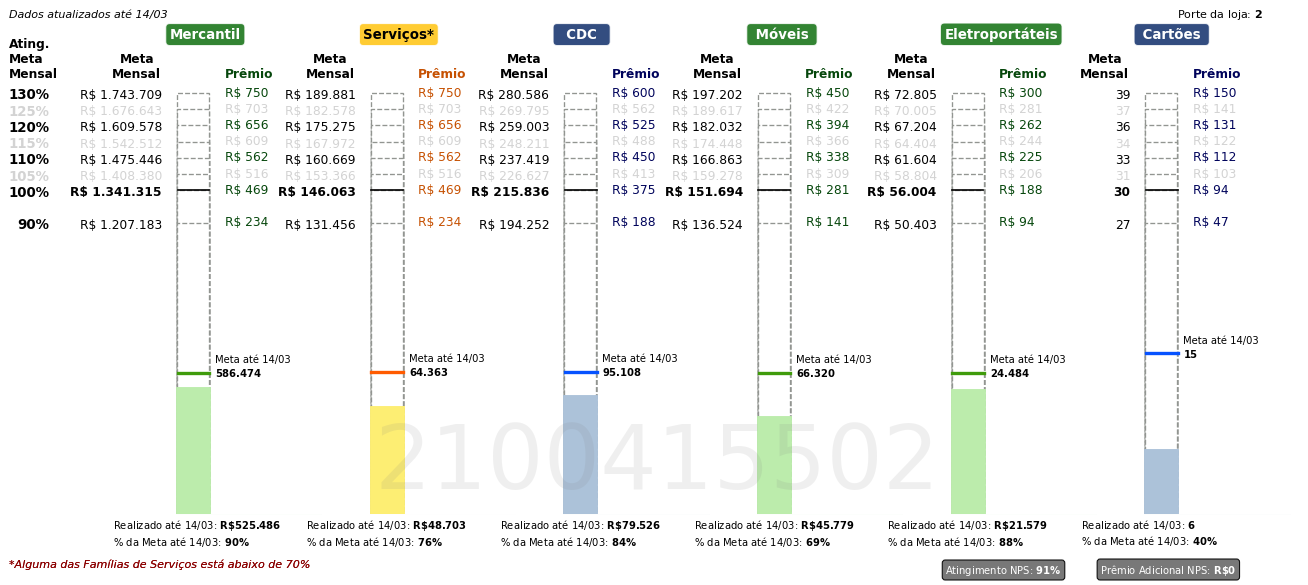 Dados atualizados até 14/03 Porte da loja: 2
Mercantil Serviços* CDC Móveis Eletroportáteis Cartões
Ating.
Meta Meta Meta Meta Meta Meta Meta
Mensal Mensal Prêmio Mensal Prêmio Mensal Prêmio Mensal Prêmio Mensal Prêmio Mensal Prêmio
130% R$ 1.743.709 R$ 750 R$ 189.881 R$ 750 R$ 280.586 R$ 600 R$ 197.202 R$ 450 R$ 72.805 R$ 300 39 R$ 150
125% R$ 1.676.643 R$ 703 R$ 182.578 R$ 703 R$ 269.795 R$ 562 R$ 189.617 R$ 422 R$ 70.005 R$ 281 37 R$ 141
120% R$ 1.609.578 R$ 656 R$ 175.275 R$ 656 R$ 259.003 R$ 525 R$ 182.032 R$ 394 R$ 67.204 R$ 262 36 R$ 131
115% R$ 1.542.512 R$ 609 R$ 167.972 R$ 609 R$ 248.211 R$ 488 R$ 174.448 R$ 366 R$ 64.404 R$ 244 34 R$ 122
110% R$ 1.475.446 R$ 562 R$ 160.669 R$ 562 R$ 237.419 R$ 450 R$ 166.863 R$ 338 R$ 61.604 R$ 225 33 R$ 112
105% R$ 1.408.380 R$ 516 R$ 153.366 R$ 516 R$ 226.627 R$ 413 R$ 159.278 R$ 309 R$ 58.804 R$ 206 31 R$ 103
100% R$ 1.341.315 R$ 469 R$ 146.063 R$ 469 R$ 215.836 R$ 375 R$ 151.694 R$ 281 R$ 56.004 R$ 188 30 R$ 94
90% R$ 1.207.183 R$ 234 R$ 131.456 R$ 234 R$ 194.252 R$ 188 R$ 136.524 R$ 141 R$ 50.403 R$ 94 27 R$ 47
Meta até 14/03
15
Meta até 14/03 Meta até 14/03 Meta até 14/03 Meta até 14/03 Meta até 14/03
586.474 64.363 95.108 66.320 24.484
2100415502
Realizado até 14/03: R$525.486 Realizado até 14/03: R$48.703 Realizado até 14/03: R$79.526 Realizado até 14/03: R$45.779 Realizado até 14/03: R$21.579 Realizado até 14/03: 6
% da Meta até 14/03: 90% % da Meta até 14/03: 76% % da Meta até 14/03: 84% % da Meta até 14/03: 69% % da Meta até 14/03: 88% % da Meta até 14/03: 40%
*Alguma das Famílias de Serviços está abaixo de 70% Atingimento NPS: 91% Prêmio Adicional NPS: R$0